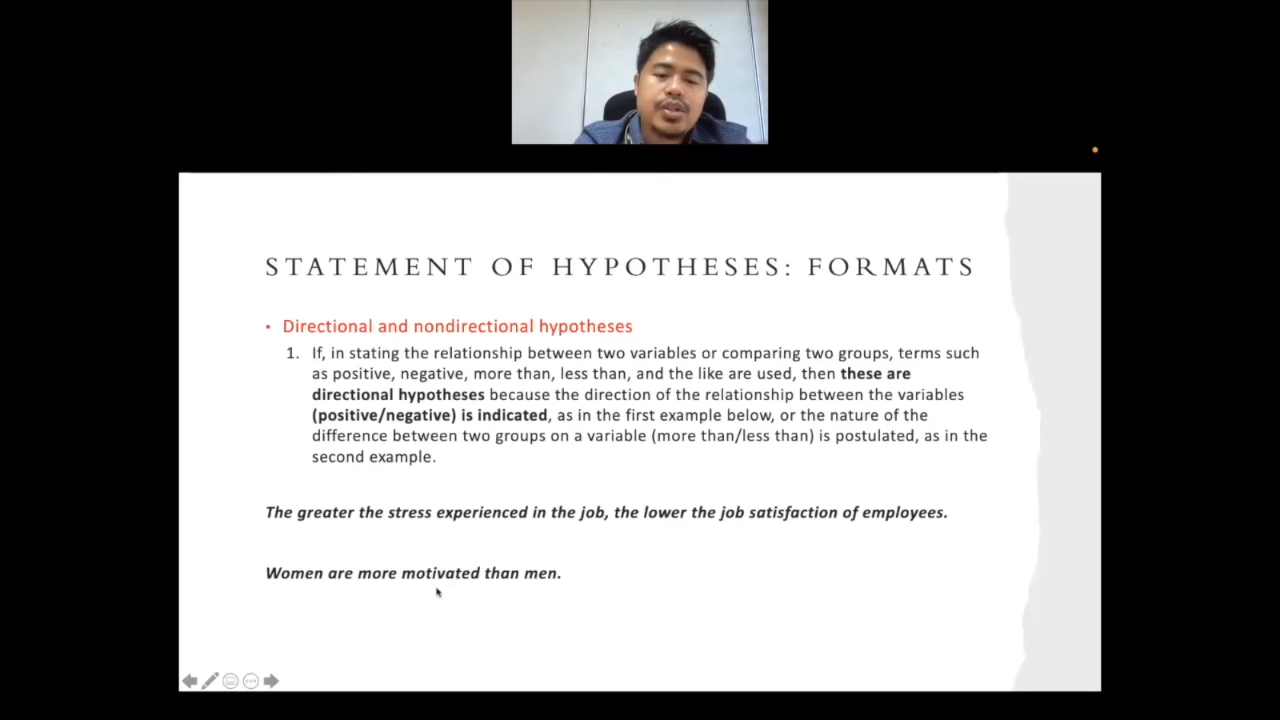 STATEMENT OF HYPOTHESES: FORMATS
• Directional and nondirectional hypotheses
1. If, in stating the relationship between two variables or comparing two groups, terms such
as positive, negative, more than, less than, and the like are used, then these are
directional hypotheses because the direction of the relationship between the variables
(positive/negative) is indicated, as in the first example below, or the nature of the
difference between two groups on a variable (more than/less than) is postulated, as in the
second example.
The greater the stress experienced in the job, the lower the job satisfaction of employees.
Women are more motivated than men.